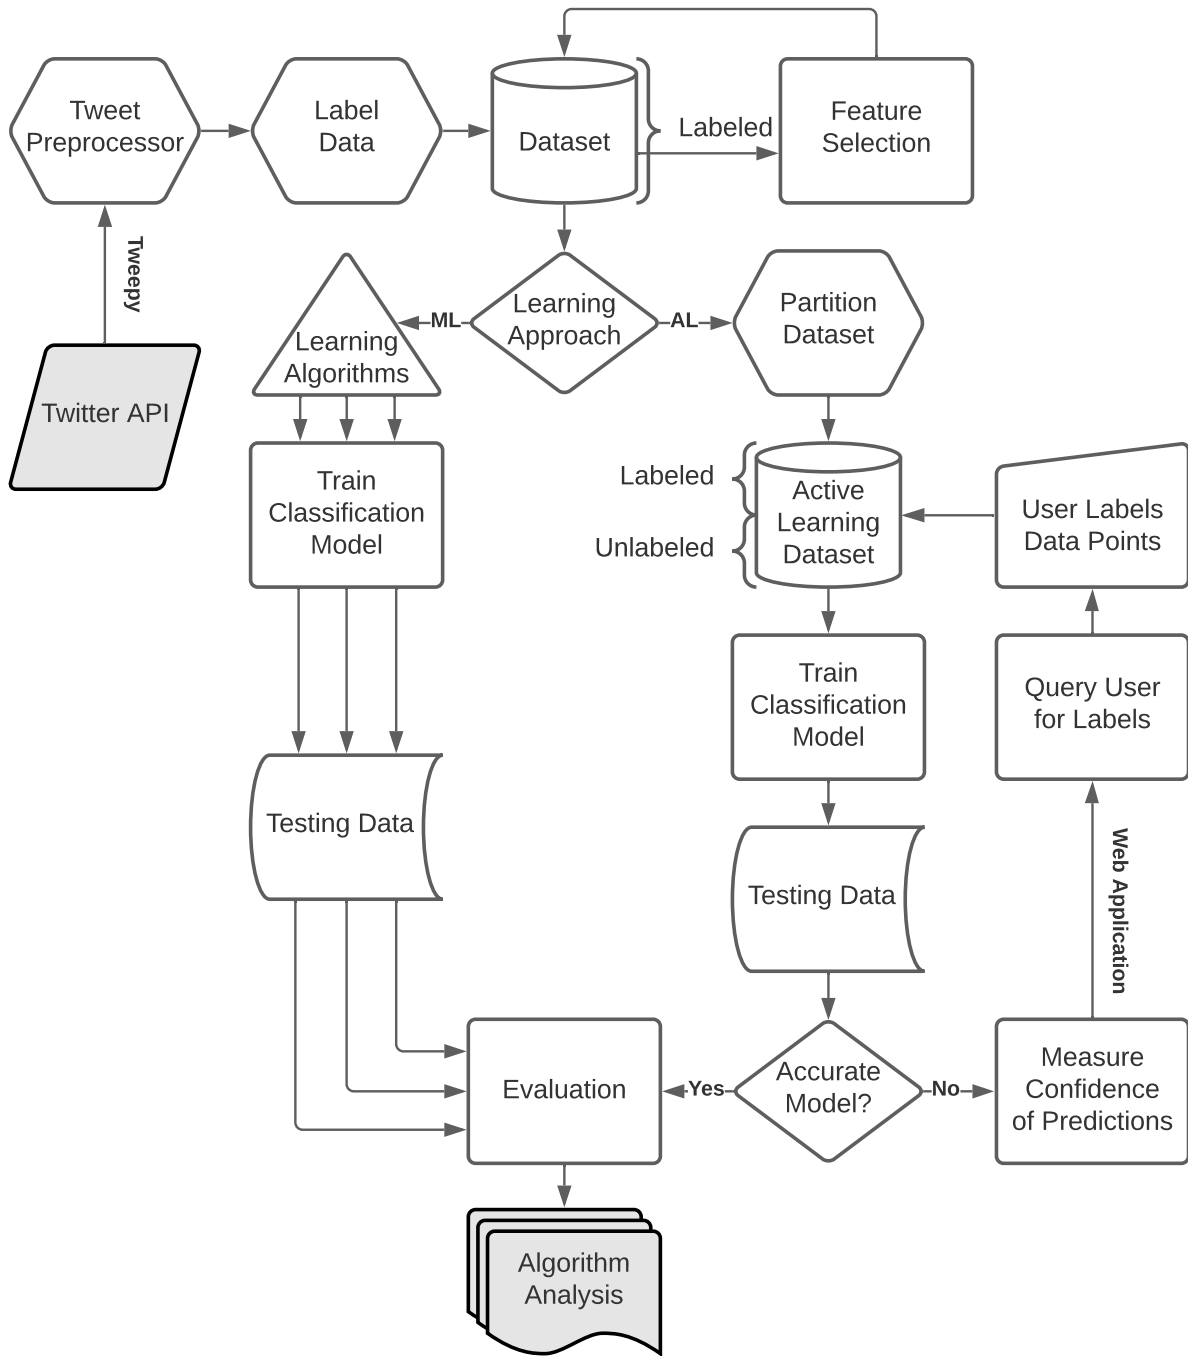 Tweet
Preprocessor
Label
Data
Dataset
Labeled
Feature
Selection
Tweepy
Twitter API
Learning
Algorithms
ML
Learning
Approach
AL
Partition
Dataset
Train
Classification
Model
Labeled
Unlabeled
Active
Learning
Dataset
User Labels
Data Points
Train
Classification
Model
Query User
for Labels
Testing Data
Testing Data
Web Application
Evaluation
Yes
Accurate
Model?
No
Measure
Confidence
of Predictions
Algorithm
Analysis